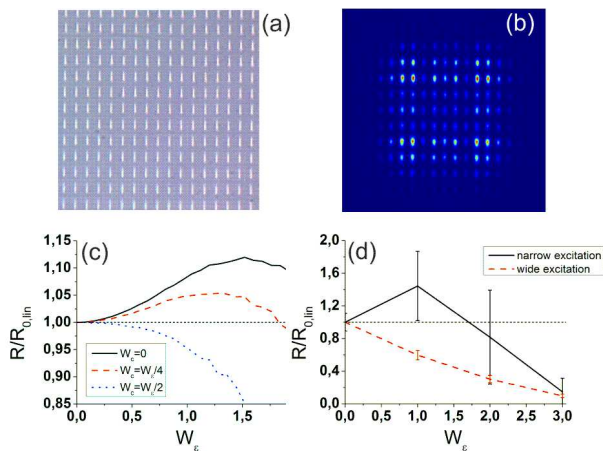 (a)
(b)
(c)
1,15
1,10
1,05
1,00
0,95
0,90
0,85
R/R0,lin
Wc=0
Wc=Wε/4
Wc=Wε/2
0,0
0,5
1,0
1,5
Wε
(d)
2,0
1,6
1,2
0,8
0,4
0,0
R/R0,lin
narrow excitation
wide excitation
0,0
0,5
1,0
1,5
2,0
2,5
3,0
Wε